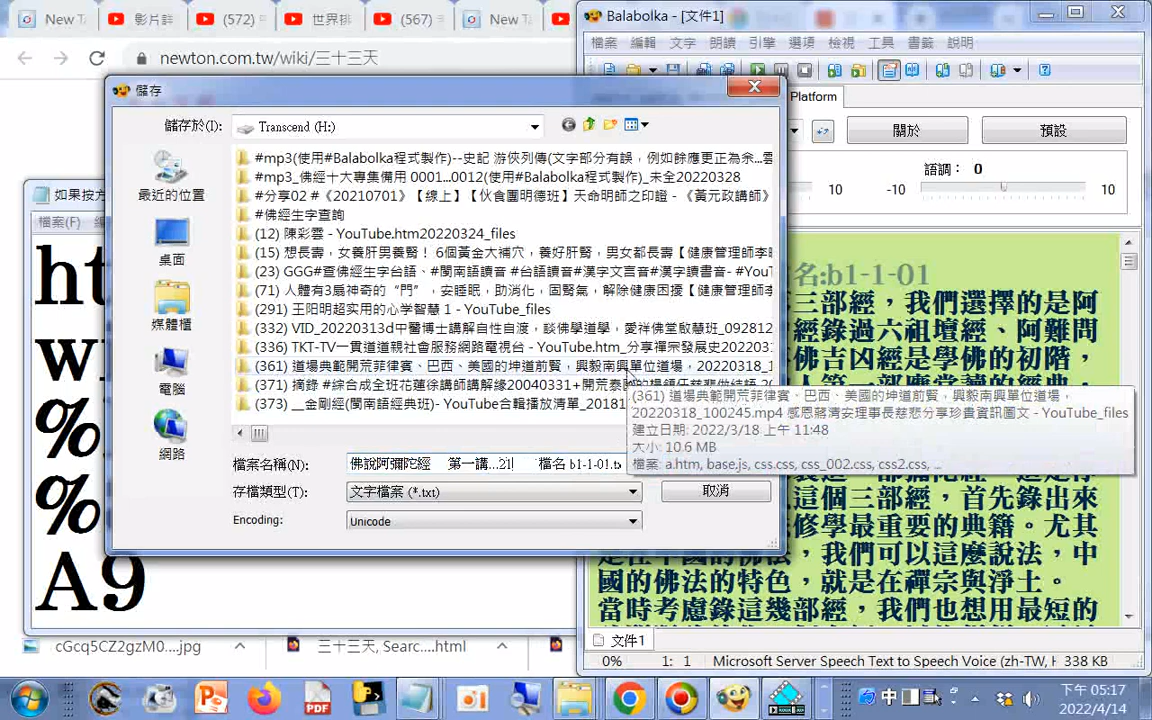 New T
影片詳
(572)
世界排
(567)
New T
newton.com.tw/wiki/三十三天
Balabolka - [文件1]
檔案 編輯 文字 朗讀 引擎 選項 檢視 工具 書籤 說明
Platform
關於 預設
語調： 0
10 -10 10
儲存
儲存於(I): Transcend (H:)
最近的位置
桌面
媒體櫃
電腦
網路
#mp3(使用#Balabolka程式製作)--史記 游俠列傳(文字部分有誤，例如餘應更正為余...雲
#mp3_佛經十大專集備用 0001...0012(使用#Balabolka程式製作)_未全20220328
#分享02 #《20210701》【線上】【伙食團明德班】天命明師之印證 -《黃元政講師》
#佛經生字查詢
(12) 陳彩雲 - YouTube.htm20220324_files
(15) 想長壽，女養肝男養腎！ 6個黃金大補穴，養好肝腎，男女都長壽【健康管理師李
(23) GGG#查佛經生字台語、#閩南語讀音 #台語讀音#漢字文言音#漢字讀書音- #YouT
(71) 人體有3扇神奇的“門”，安睡眠，助消化，固腎氣，解除健康困擾【健康管理師李
(291) 王阳明超实用的心学智慧 1 - YouTube_files
(332) VID_20220313d中醫博士講解自性自渡，談佛學道學，愛祥佛堂啟慧班_092812
(336) TKT-TV一貫道道親社會服務網路電視台 - YouTube.htm_分享禪宗發展史2022031
(361) 道場典範開荒菲律賓、巴西、美國的坤道前賢，興毅南興單位道場，20220318_1
(371) 摘錄 #綜合成全班花蓮徐講師講解緣20040331+開荒泰
(373) __金剛經(閩南語經典班)- YouTube合輯播放清單_20181
(361) 道場典範開荒菲律賓、巴西、美國的坤道前賢，興毅南興單位道場，
20220318_100245.mp4 感恩賭清安理事長慈悲分享珍貴資訊圖文 - YouTube_files
建立日期: 2022/3/18 上午 11:48
大小: 10.6 MB
檔案: a.htm, base.js, css.css, css_002.css, css2.css, ...
檔案名稱(N): 佛說阿彌陀經 第一講...21 檔名 b1-1-01.tx
存檔類型(T): 文字檔案 (*.txt) 取消
Encoding: Unicode
如果按方
檔案(F) 編
ht
w
%
%
A9
名:b1-1-01
三部經，我們選擇的是阿
經錄過六祖壇經、阿難問
佛吉凶經是學佛的
這個三部經，首先錄出來
修學最重要的典籍。尤其
是在中國的佛法，我們可以這麼說法，中
國的佛法的特色，就是在禪宗與淨土。
當時考慮錄這幾部經，我們也想用最短的
文件1
0% 1: 1 Microsoft Server Speech Text to Speech Voice (zh-TW, H 338 KB
cGcq5CZ2gzM0....jpg
三十三天, Searc....html
中
下午 05:17
2022/4/14